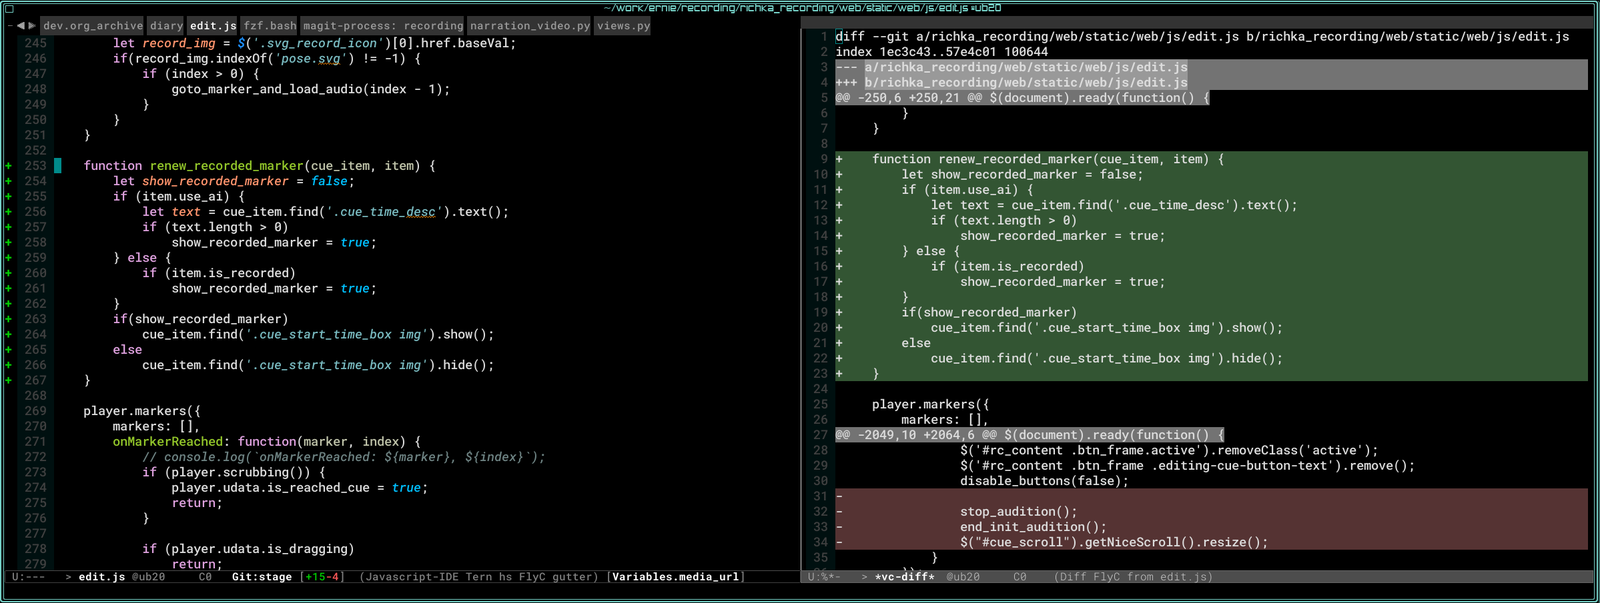 ~/work/ernie/recording/richka_recording/web/static/web/js/edit.js •ub20
dev.org_archive diary edit.js fzf.bash magit-process: recording narration_video.py views.py
245 let record_img = $('.svg_record_icon')[0].href.baseVal;
246 if(record_img.indexOf('pose.svg') != -1) {
247 if (index > 0) {
248 goto_marker_and_load_audio(index - 1);
249 }
250 }
251 }
252
+ 253 function renew_recorded_marker(cue_item, item) {
+ 254 let show_recorded_marker = false;
+ 255 if (item.use_ai) {
+ 256 let text = cue_item.find('.cue_time_desc').text();
+ 257 if (text.length > 0)
+ 258 show_recorded_marker = true;
+ 259 } else {
+ 260 if (item.is_recorded)
+ 261 show_recorded_marker = true;
+ 262 }
+ 263 if(show_recorded_marker)
+ 264 cue_item.find('.cue_start_time_box img').show();
+ 265 else
+ 266 cue_item.find('.cue_start_time_box img').hide();
+ 267 }
268
269 player.markers({
270 markers: [],
271 onMarkerReached: function(marker, index) {
272 // console.log(`onMarkerReached: ${marker}, ${index}`);
273 if (player.scrubbing()) {
274 player.udata.is_reached_cue = true;
275 return;
276 }
277
278 if (player.udata.is_dragging)
279 return;
U:--- > edit.js @ub20 C0 Git:stage [+15-4] (Javascript-IDE Tern hs FlyC gutter) [Variables.media_url]
1 diff --git a/richka_recording/web/static/web/js/edit.js b/richka_recording/web/static/web/js/edit.js
2 index 1ec3c43..57e4c01 100644
3 --- a/richka_recording/web/static/web/js/edit.js
4 +++ b/richka_recording/web/static/web/js/edit.js
5 @@ -250,6 +250,21 @@ $(document).ready(function() {
6 }
7 }
8
9 + function renew_recorded_marker(cue_item, item) {
10 + let show_recorded_marker = false;
11 + if (item.use_ai) {
12 + let text = cue_item.find('.cue_time_desc').text();
13 + if (text.length > 0)
14 + show_recorded_marker = true;
15 + } else {
16 + if (item.is_recorded)
17 + show_recorded_marker = true;
18 + }
19 + if(show_recorded_marker)
20 + cue_item.find('.cue_start_time_box img').show();
21 + else
22 + cue_item.find('.cue_start_time_box img').hide();
23 + }
24
25 player.markers({
26 markers: [],
27 @@ -2049,10 +2064,6 @@ $(document).ready(function() {
28 $('#rc_content .btn_frame.active').removeClass('active');
29 $('#rc_content .btn_frame .editing-cue-button-text').remove();
30 disable_buttons(false);
31 -
32 - stop_audition();
33 - end_init_audition();
34 - $("#cue_scroll").getNiceScroll().resize();
35 }
U:%*- > *vc-diff* @ub20 C0 (Diff FlyC from edit.js)